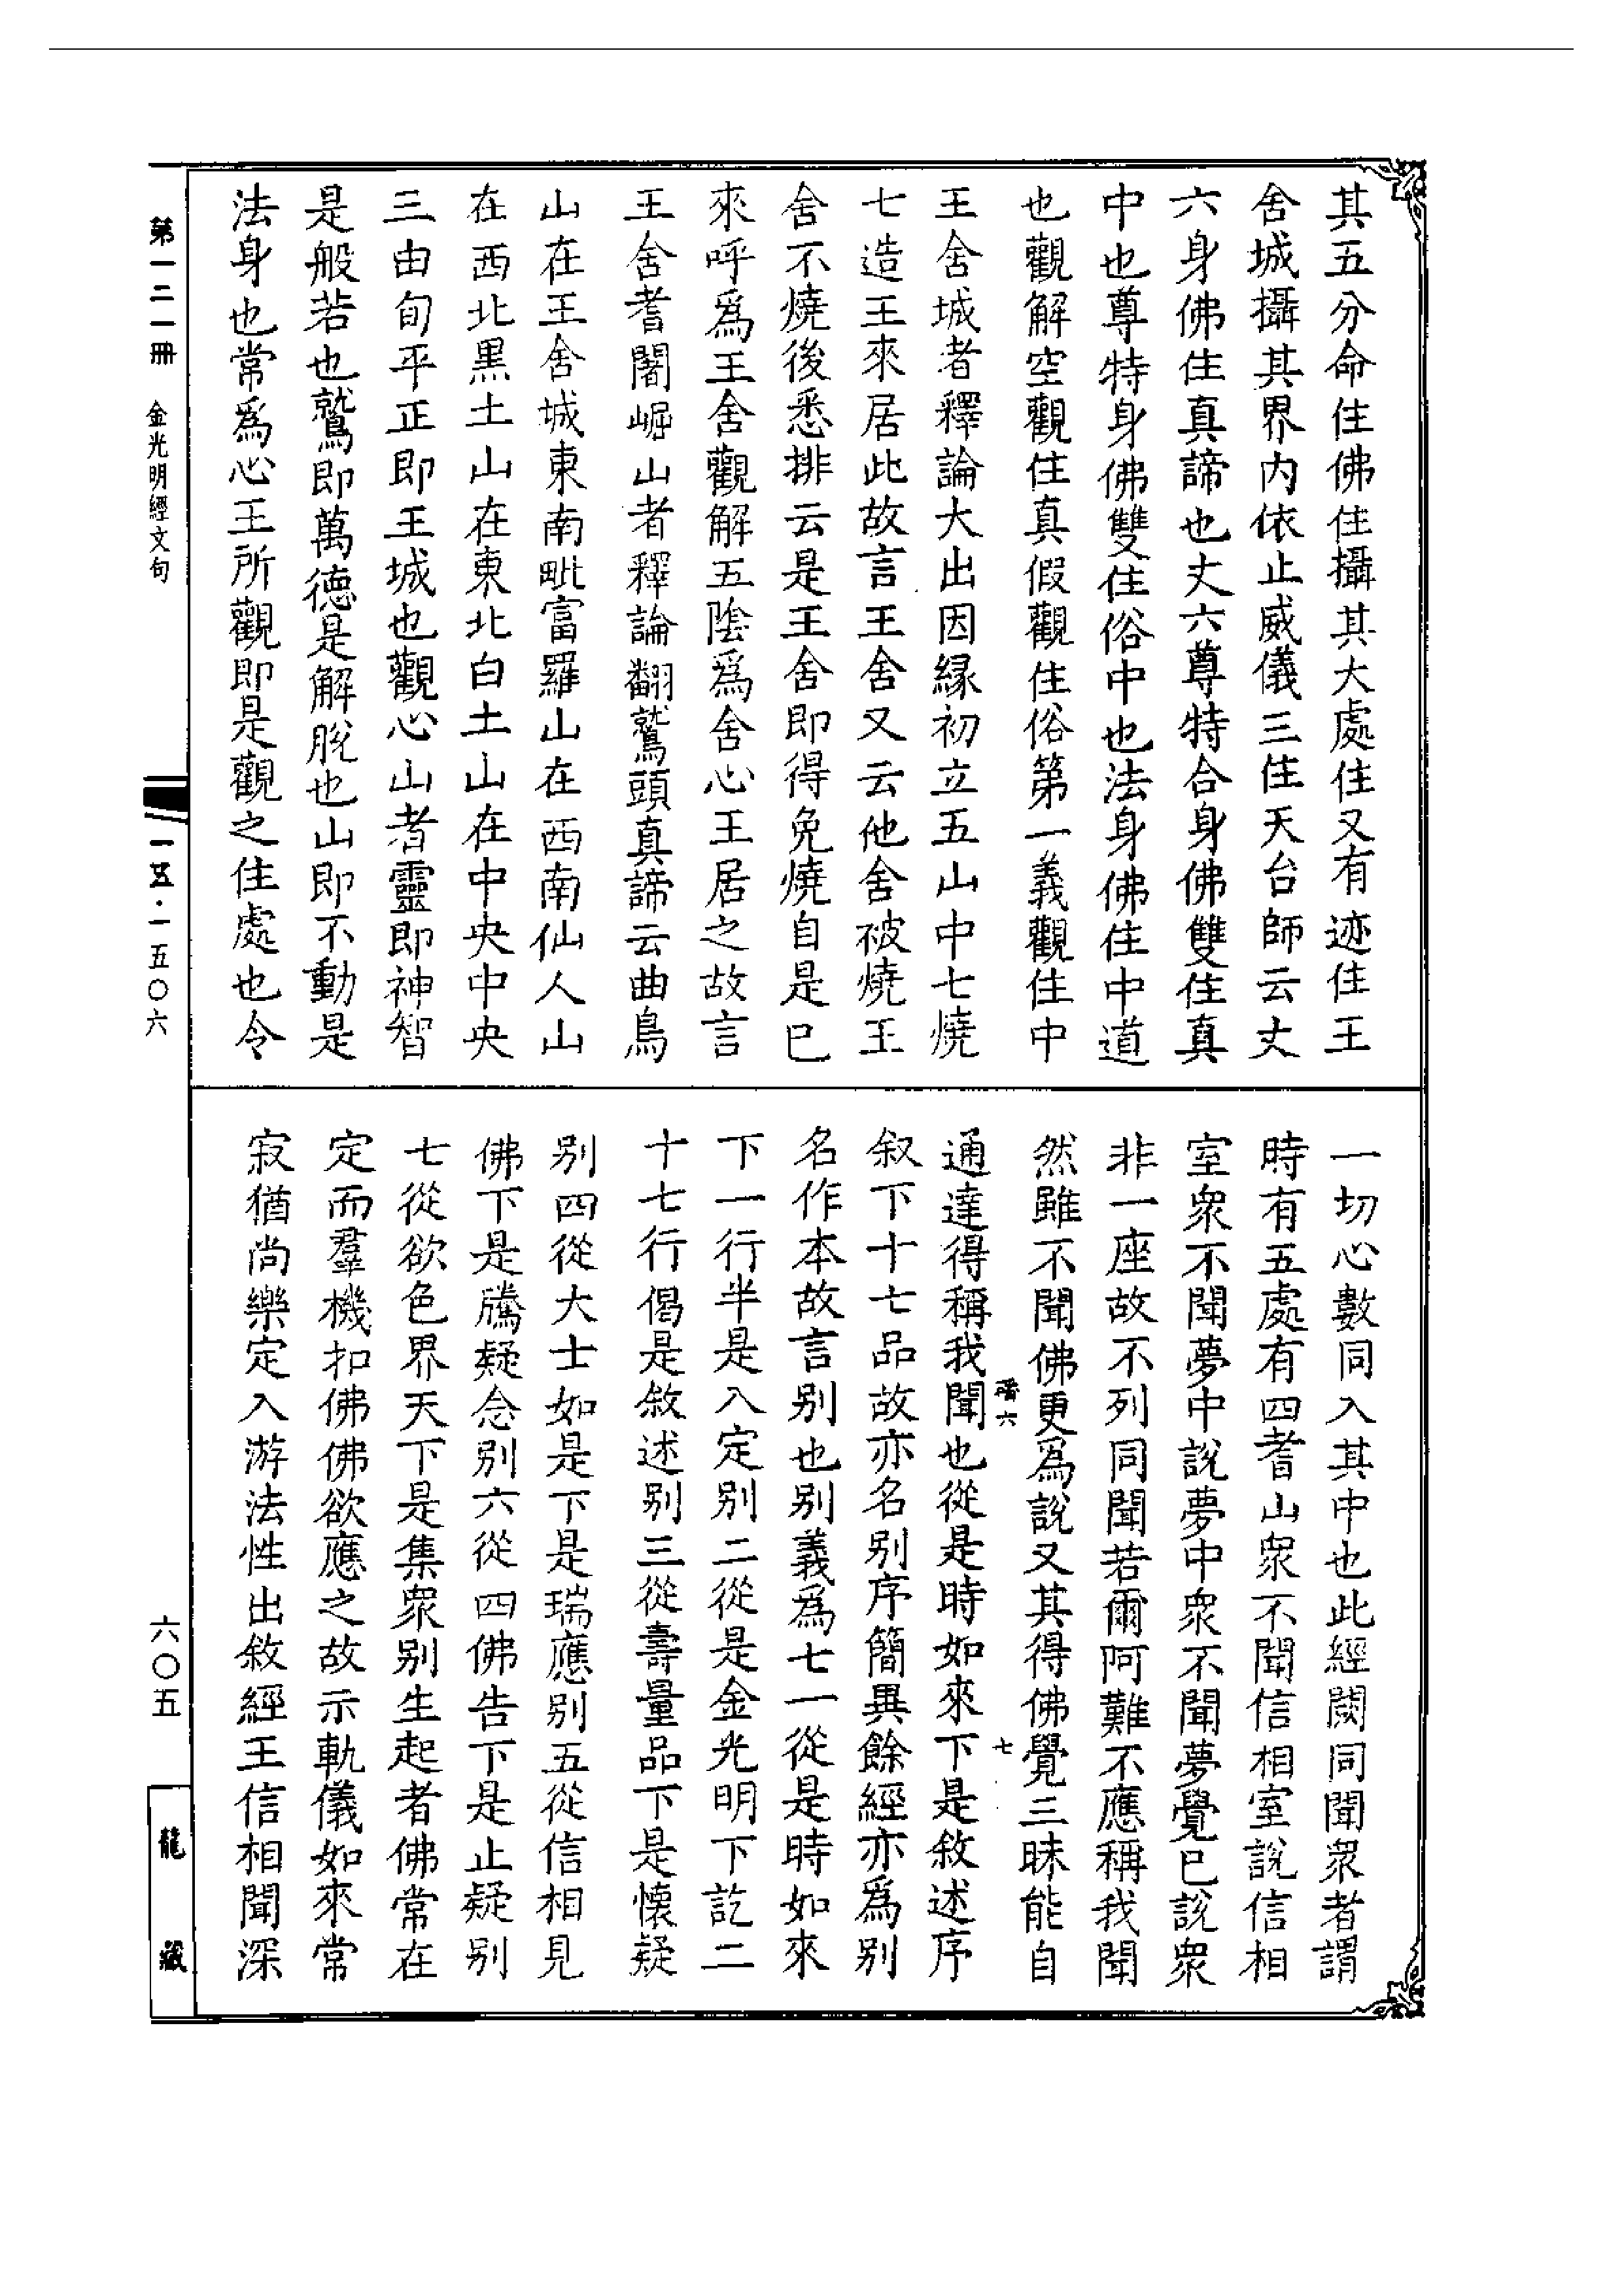 其五分命住佛住攝其大處住又有迹住王
舍城攝其界内依止威儀三住天台師云丈
六身佛住真諦也丈六尊特合身佛雙住真
中也尊特身佛雙住俗中也法身佛住中道
也觀解空觀住真假觀住俗第一義觀住中
王舍城者釋論大出因緣初立五山中七燒
七造王來居此故言王舍又云他舍被燒王
舍不燒後悉排云是王舍即得免燒自是已
來呼爲王舍觀解五陰爲舍心王居之故言
王舍耆闍崛山者釋論翻鷲頭真諦云曲鳥
山在王舍城東南毗富羅山在西南仙人山
在西北黑土山在東北白土山在中央中央
三由旬平正即王城也觀心山者靈即神智
是般若也鷲即萬德是解脫也山即不動是
法身也常爲心王所觀即是觀之住處也令
一切心數同入其中也此經闕同聞衆者謂
時有五處有四耆山衆不聞信相室說信相
室衆不聞夢中說夢中衆不聞夢覺已說衆
非一座故不列同聞若爾阿難不應稱我聞
然雖不聞佛更爲說又其得佛覺三昧能自
通達得稱我聞也從是時如來下是敘述序
叙下十七品故亦名别序簡異餘經亦爲别
名作本故言别也别義爲七一從是時如來
下一行半是入定别二從是金光明下訖二
十七行偈是敘述别三從壽量品下是懷疑
别四從大士如是下是瑞應别五從信相見
佛下是騰疑念别六從四佛告下是止疑别
七從欲色界天下是集衆别生起者佛常在
定而羣機扣佛佛欲應之故示軌儀如來常
寂猶尚樂定入游法性出敘經王信相聞深
六
七
第一二一冊
金光明經文句
一五〇六
六〇五
龍藏